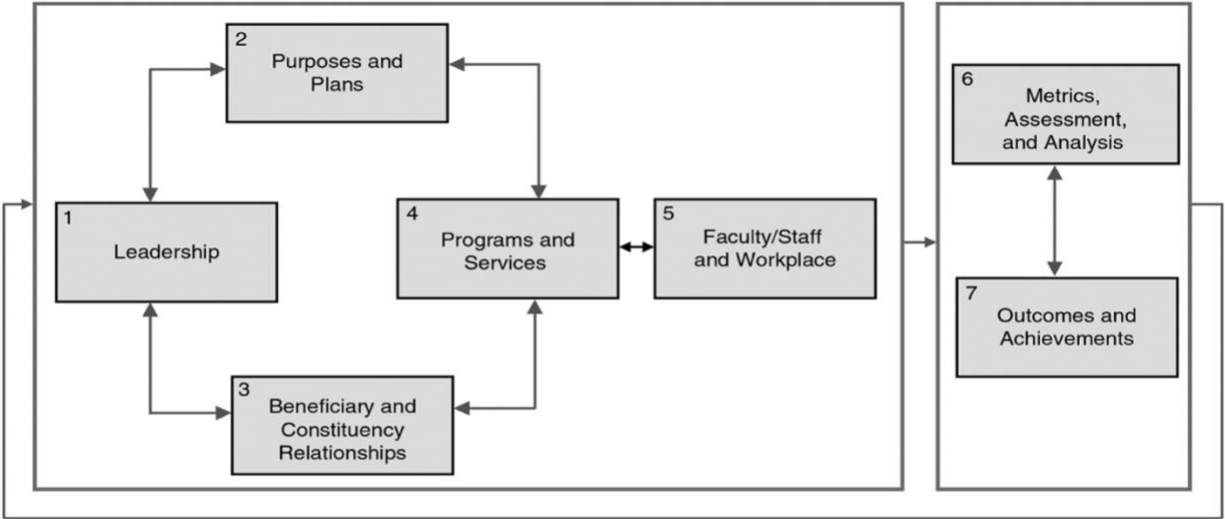 1
Leadership
2
Purposes and
Plans
3
Beneficiary and
Constituency
Relationships
4
Programs and
Services
5
Faculty/Staff
and Workplace
6
Metrics,
Assessment,
and Analysis
7
Outcomes and
Achievements